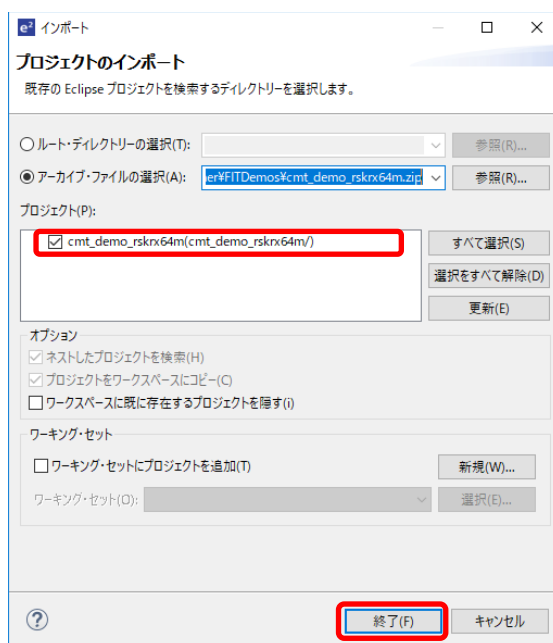 e² インポート
プロジェクトのインポート
既存の Eclipse プロジェクトを検索するディレクトリーを選択します。
ルート・ディレクトリーの選択(T):
参照(R)...
アーカイブ・ファイルの選択(A):
er¥FITDemos¥cmt_demo_rskrx64m.zip
参照(R)...
プロジェクト(P):
cmt_demo_rskrx64m(cmt_demo_rskrx64m/)
すべて選択(S)
選択をすべて解除(D)
更新(E)
オプション
ネストしたプロジェクトを検索(H)
プロジェクトをワークスペースにコピー(C)
ワークスペースに既に存在するプロジェクトを隠す(i)
ワーキング・セット
ワーキング・セットにプロジェクトを追加(T)
新規(W)...
ワーキング・セット(O):
選択(E)...
?
終了(F)
キャンセル